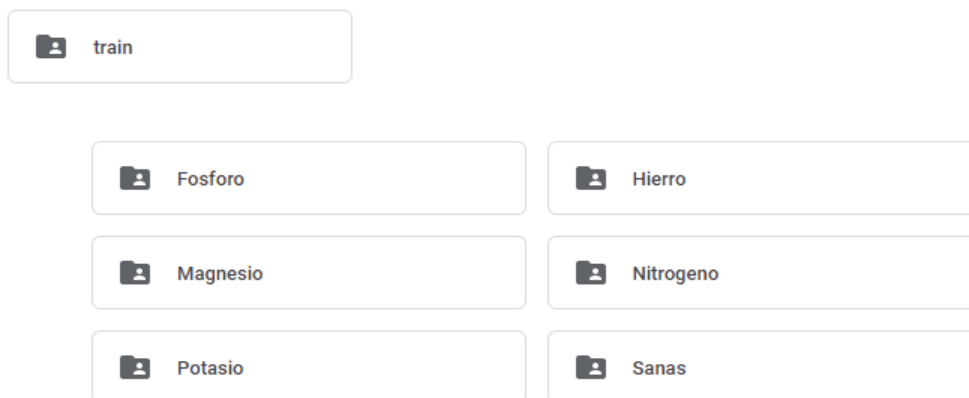 train
Fosforo
Hierro
Magnesio
Nitrogeno
Potasio
Sanas